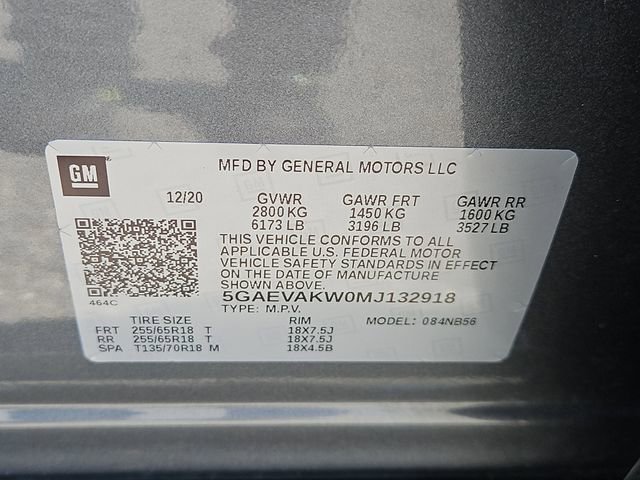 GM
MFD BY GENERAL MOTORS LLC
12/20 GVWR GAWR FRT GAWR RR
2800 KG 1450 KG 1600 KG
6173 LB 3196 LB 3527 LB
THIS VEHICLE CONFORMS TO ALL
APPLICABLE U.S. FEDERAL MOTOR
VEHICLE SAFETY STANDARDS IN EFFECT
ON THE DATE OF MANUFACTURE
SHOWN ABOVE.
464C 5GAEVAKW0MJ132918
TYPE: M.P.V.
TIRE SIZE RIM MODEL: 084NB56
FRT 255/65R18 T 18X7.5J
RR 255/65R18 T 18X7.5J
SPA T135/70R18 M 18X4.5B